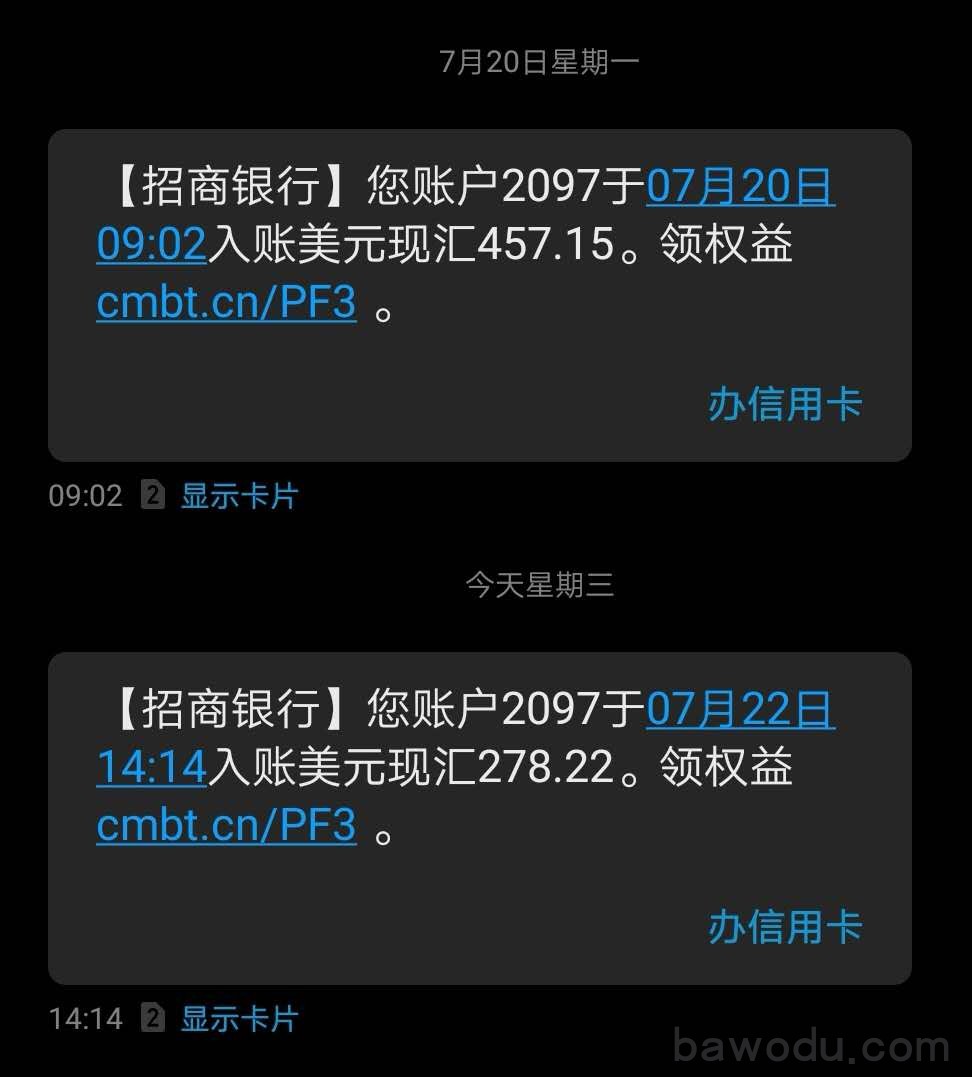 7月20日星期一
【招商银行】您账户2097于07月20日
09:02入账美元现汇457.15。领权益
cmbt.cn/PF3 。
办信用卡
09:02 2 显示卡片
今天星期三
【招商银行】您账户2097于07月22日
14:14入账美元现汇278.22。领权益
cmbt.cn/PF3 。
办信用卡
14:14 2 显示卡片
bawodu.com